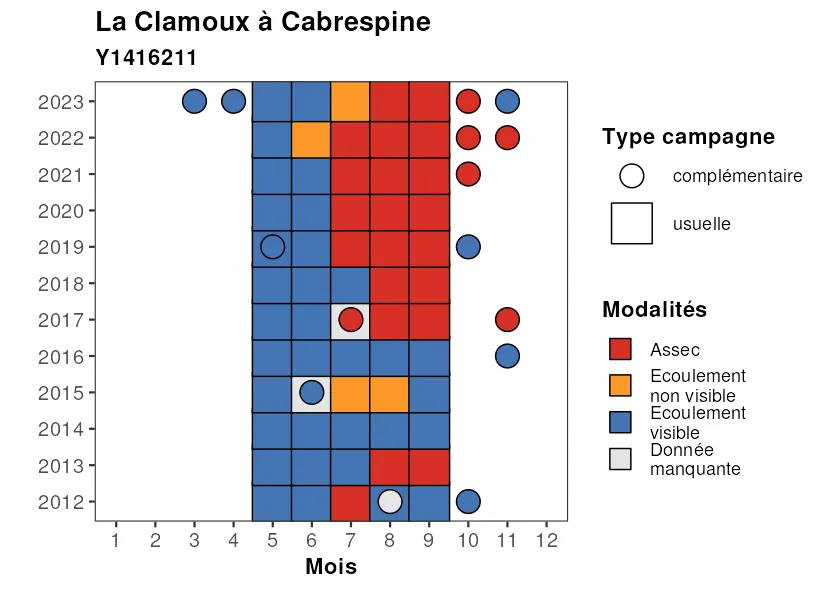 La Clamoux à Cabrespine
Y1416211
2023
2022
2021
2020
2019
2018
2017
2016
2015
2014
2013
2012
1 2 3 4 5 6 7 8 9 10 11 12
Mois
Type campagne
complémentaire
usuelle
Modalités
Assec
Ecoulement
non visible
Ecoulement
visible
Donnée
manquante